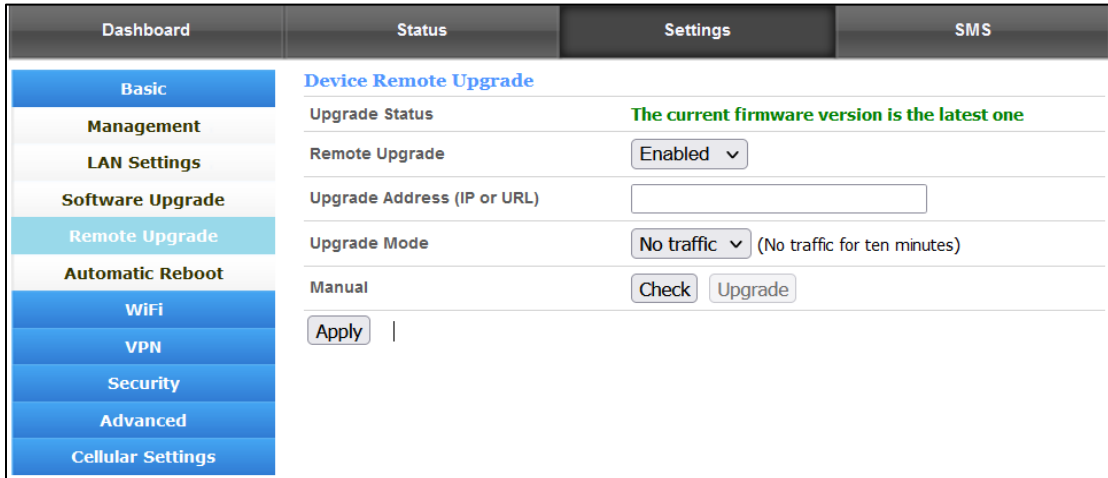 Dashboard Status Settings SMS
Basic
Management
LAN Settings
Software Upgrade
Remote Upgrade
Automatic Reboot
WiFi
VPN
Security
Advanced
Cellular Settings
Device Remote Upgrade
Upgrade Status The current firmware version is the latest one
Remote Upgrade Enabled
Upgrade Address (IP or URL)
Upgrade Mode No traffic (No traffic for ten minutes)
Manual Check Upgrade
Apply